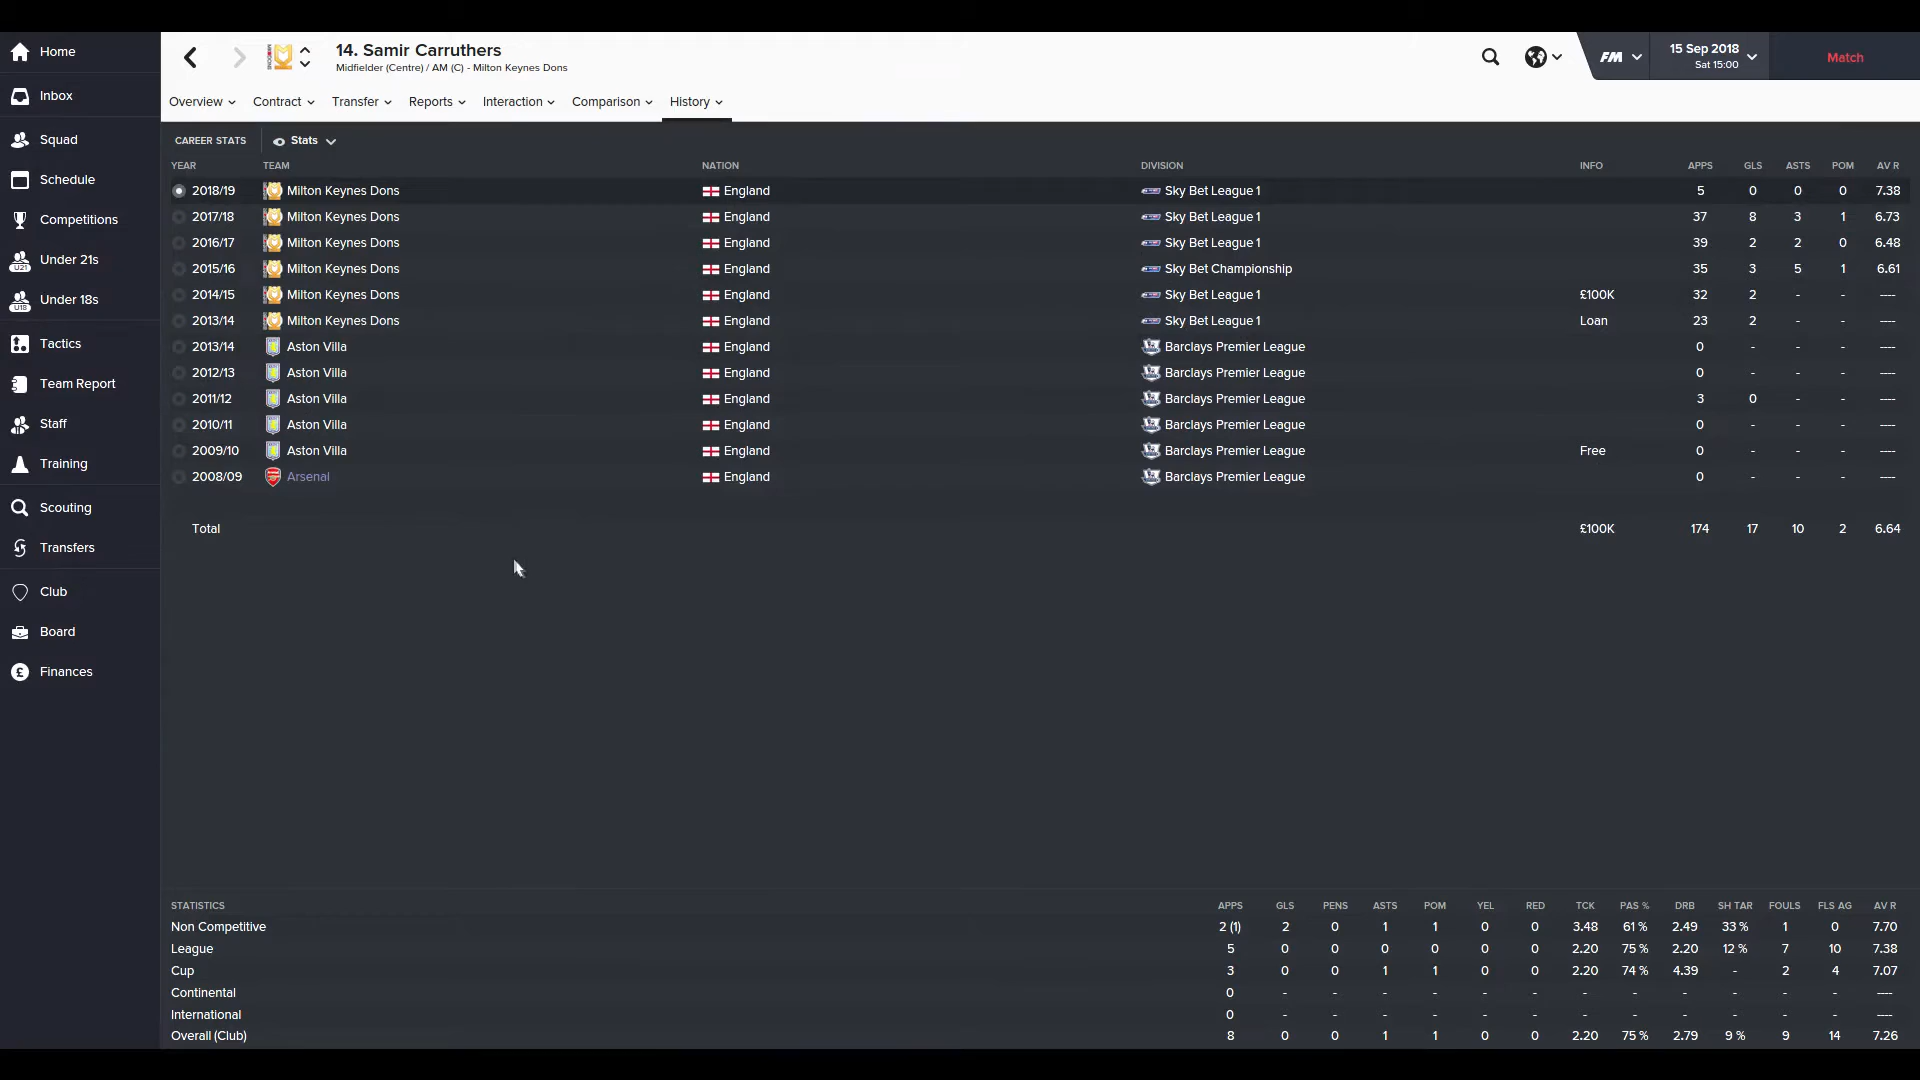 Home
Inbox
Squad
Schedule
Competitions
Under 21s
Under 18s
Tactics
Team Report
Staff
Training
Scouting
Transfers
Club
Board
Finances
14. Samir Carruthers
Midfielder (Centre) / AM (C) - Milton Keynes Dons
FM
15 Sep 2018
Sat 15:00
Match
Overview Contract Transfer Reports Interaction Comparison History
CAREER STATS Stats
YEAR TEAM NATION DIVISION INFO APPS GLS ASTS POM AV R
2018/19 Milton Keynes Dons England Sky Bet League 1 5 0 0 0 7.38
2017/18 Milton Keynes Dons England Sky Bet League 1 37 8 3 1 6.73
2016/17 Milton Keynes Dons England Sky Bet League 1 39 2 2 0 6.48
2015/16 Milton Keynes Dons England Sky Bet Championship 35 3 5 1 6.61
2014/15 Milton Keynes Dons England Sky Bet League 1 £100K 32 2 - - ----
2013/14 Milton Keynes Dons England Sky Bet League 1 Loan 23 2 - - ----
2013/14 Aston Villa England Barclays Premier League 0 - - - ----
2012/13 Aston Villa England Barclays Premier League 0 - - - ----
2011/12 Aston Villa England Barclays Premier League 3 0 - - ----
2010/11 Aston Villa England Barclays Premier League 0 - - - ----
2009/10 Aston Villa England Barclays Premier League Free 0 - - - ----
2008/09 Arsenal England Barclays Premier League 0 - - - ----
Total £100K 174 17 10 2 6.64
STATISTICS APPS GLS PENS ASTS POM YEL RED TCK PAS % DRB SH TAR FOULS FLS AG AV R
Non Competitive 2 (1) 2 0 1 1 0 0 3.48 61 % 2.49 33 % 1 0 7.70
League 5 0 0 0 0 0 0 2.20 75 % 2.20 12 % 7 10 7.38
Cup 3 0 0 1 1 0 0 2.20 74 % 4.39 - 2 4 7.07
Continental 0 - - - - - - - - - - - - ----
International 0 - - - - - - - - - - - - ----
Overall (Club) 8 0 0 1 1 0 0 2.20 75 % 2.79 9 % 9 14 7.26